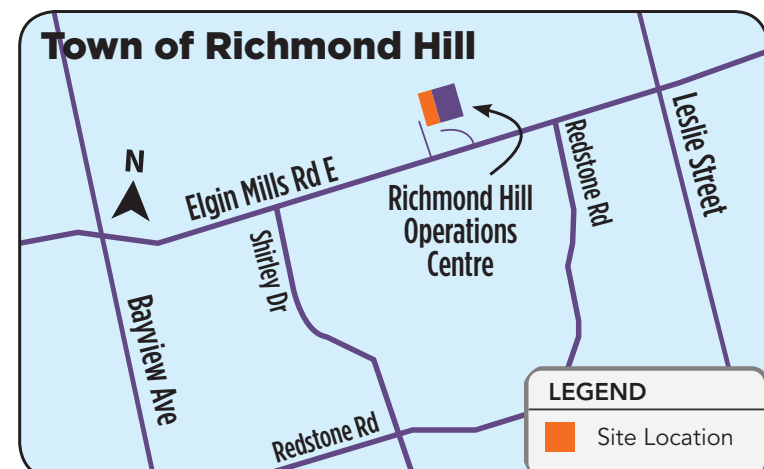 Town of Richmond Hill
N
Elgin Mills Rd E
Leslie Street
Redstone Rd
Richmond Hill
Operations
Centre
Shirley Dr
Bayview Ave
Redstone Rd
LEGEND
Site Location